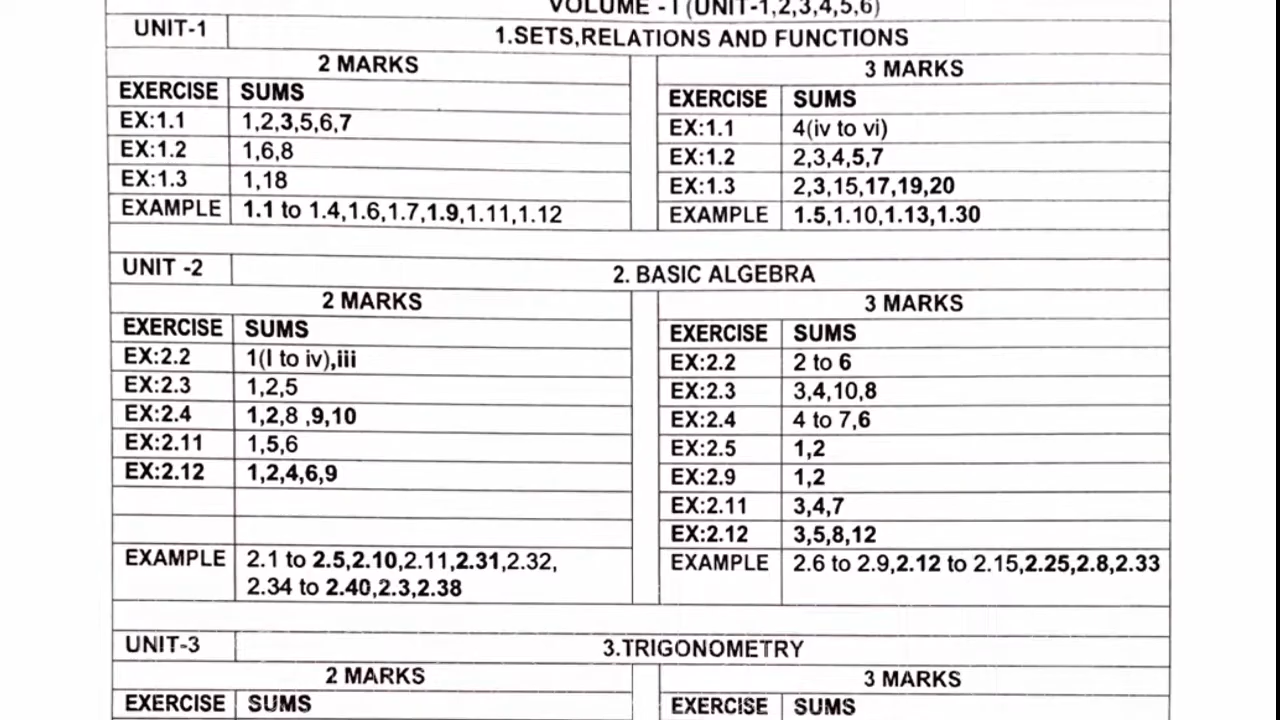 VOLUME -1 (UNIT-1,2,3,4,5,6)
UNIT-1 1.SETS,RELATIONS AND FUNCTIONS
2 MARKS 3 MARKS
EXERCISE SUMS EXERCISE SUMS
EX:1.1 1,2,3,5,6,7 EX:1.1 4(iv to vi)
EX:1.2 1,6,8 EX:1.2 2,3,4,5,7
EX:1.3 1,18 EX:1.3 2,3,15,17,19,20
EXAMPLE 1.1 to 1.4,1.6,1.7,1.9,1.11,1.12 EXAMPLE 1.5,1.10,1.13,1.30
UNIT -2 2. BASIC ALGEBRA
2 MARKS 3 MARKS
EXERCISE SUMS EXERCISE SUMS
EX:2.2 1(I to iv),iii EX:2.2 2 to 6
EX:2.3 1,2,5 EX:2.3 3,4,10,8
EX:2.4 1,2,8 ,9,10 EX:2.4 4 to 7,6
EX:2.11 1,5,6 EX:2.5 1,2
EX:2.12 1,2,4,6,9 EX:2.9 1,2
EX:2.11 3,4,7
EX:2.12 3,5,8,12
EXAMPLE 2.1 to 2.5,2.10,2.11,2.31,2.32, EXAMPLE 2.6 to 2.9,2.12 to 2.15,2.25,2.8,2.33
2.34 to 2.40,2.3,2.38
UNIT-3 3.TRIGONOMETRY
2 MARKS 3 MARKS
EXERCISE SUMS EXERCISE SUMS